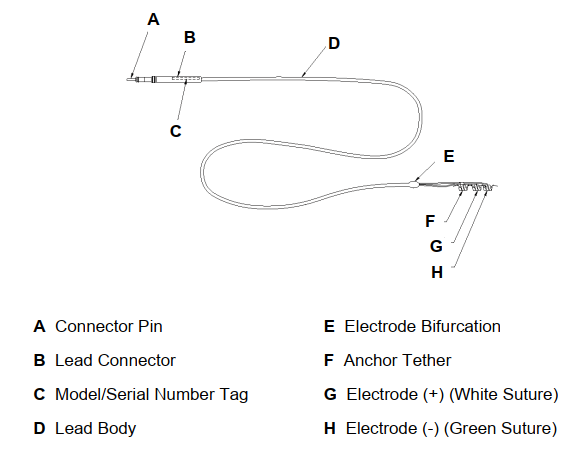 A
B
D
C
E
F
G
H
A Connector Pin
B Lead Connector
C Model/Serial Number Tag
D Lead Body
E Electrode Bifurcation
F Anchor Tether
G Electrode (+) (White Suture)
H Electrode (-) (Green Suture)